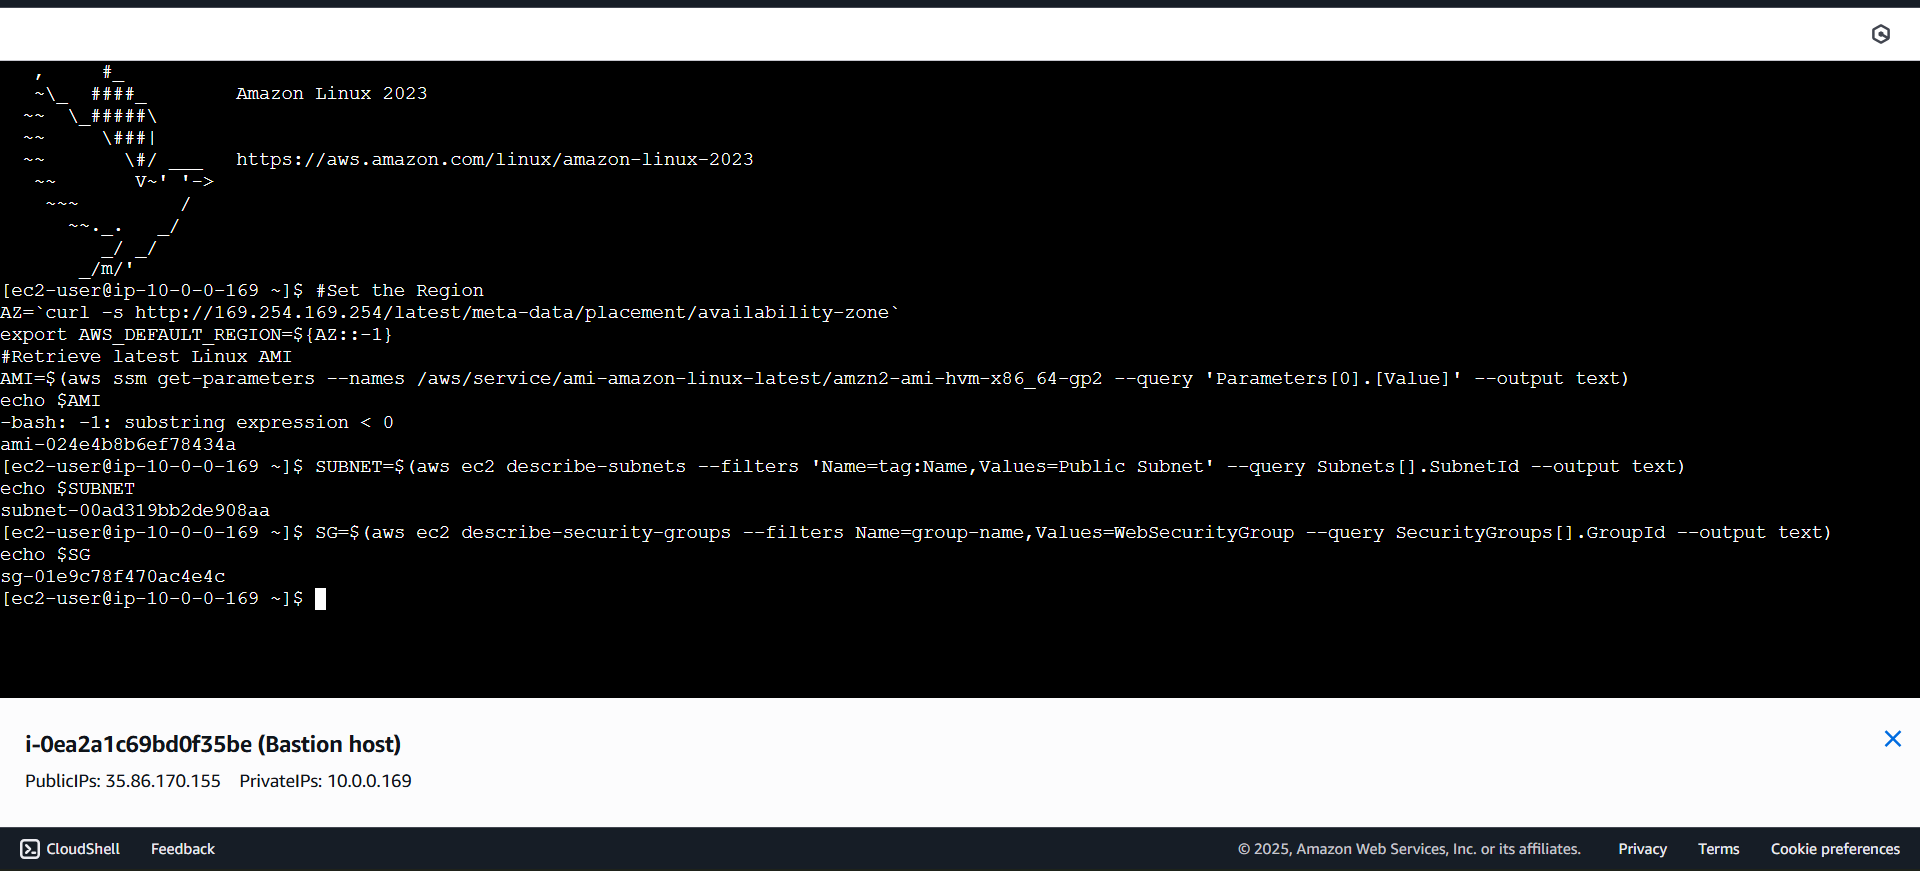 ,     #_
   ~\_  ####_        Amazon Linux 2023
  ~~  \_#####\
  ~~     \###|
  ~~       \#/ ___   https://aws.amazon.com/linux/amazon-linux-2023
   ~~       V~' '->
    ~~~         /
      ~~._.   _/
         _/ _/
       _/m/'
[ec2-user@ip-10-0-0-169 ~]$ #Set the Region
AZ=`curl -s http://169.254.169.254/latest/meta-data/placement/availability-zone`
export AWS_DEFAULT_REGION=${AZ::-1}
#Retrieve latest Linux AMI
AMI=$(aws ssm get-parameters --names /aws/service/ami-amazon-linux-latest/amzn2-ami-hvm-x86_64-gp2 --query 'Parameters[0].[Value]' --output text)
echo $AMI
-bash: -1: substring expression < 0
ami-024e4b8b6ef78434a
[ec2-user@ip-10-0-0-169 ~]$ SUBNET=$(aws ec2 describe-subnets --filters 'Name=tag:Name,Values=Public Subnet' --query Subnets[].SubnetId --output text)
echo $SUBNET
subnet-00ad319bb2de908aa
[ec2-user@ip-10-0-0-169 ~]$ SG=$(aws ec2 describe-security-groups --filters Name=group-name,Values=WebSecurityGroup --query SecurityGroups[].GroupId --output text)
echo $SG
sg-01e9c78f470ac4e4c
[ec2-user@ip-10-0-0-169 ~]$
i-0ea2a1c69bd0f35be (Bastion host)
PublicIPs: 35.86.170.155 PrivateIPs: 10.0.0.169
CloudShell Feedback © 2025, Amazon Web Services, Inc. or its affiliates. Privacy Terms Cookie preferences